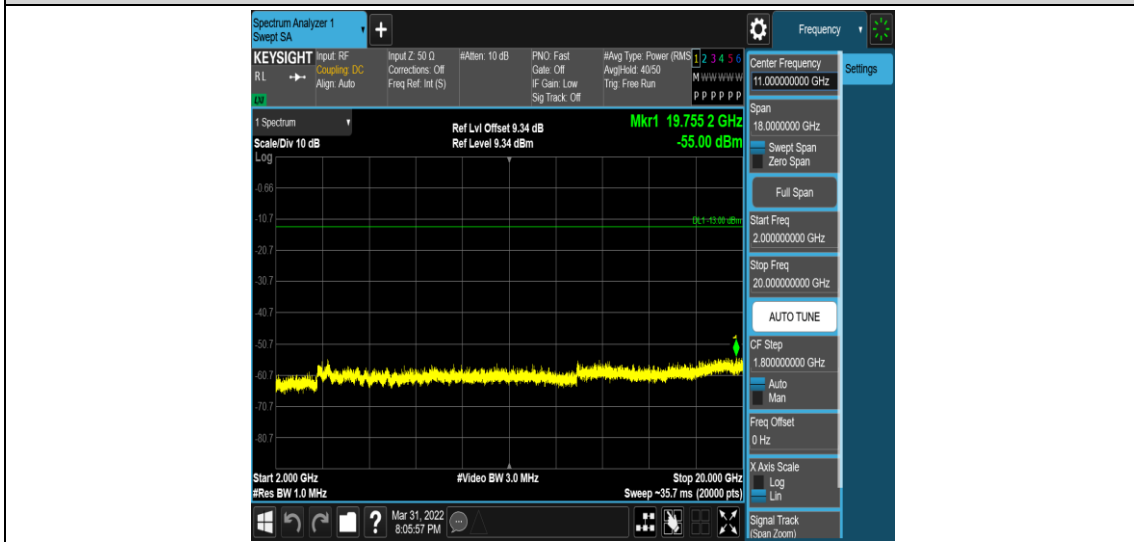 Spectrum Analyzer 1
Swept SA
+
Frequency
KEYSIGHT
RL
LXI
Input: RF
Coupling: DC
Align: Auto
Input Z: 50 Ω
Corrections: Off
Freq Ref: Int (S)
#Atten: 10 dB
PNO: Fast
Gate: Off
IF Gain: Low
Sig Track: Off
#Avg Type: Power (RMS
Avg|Hold: 40/50
Trig: Free Run
1 2 3 4 5 6
M W W W W W
P P P P P P
Center Frequency
11.000000000 GHz
Settings
Span
18.0000000 GHz
Swept Span
Zero Span
Full Span
Start Freq
2.000000000 GHz
Stop Freq
20.000000000 GHz
AUTO TUNE
CF Step
1.800000000 GHz
Auto
Man
Freq Offset
0 Hz
X Axis Scale
Log
Lin
Signal Track
(Span Zoom)
1 Spectrum
Scale/Div 10 dB
Log
Ref Lvl Offset 9.34 dB
Ref Level 9.34 dBm
Mkr1 19.755 2 GHz
-55.00 dBm
-0.66
-10.7
DL1 -13.00 dBm
-20.7
-30.7
-40.7
-50.7
1
-60.7
-70.7
-80.7
Start 2.000 GHz
#Video BW 3.0 MHz
Stop 20.000 GHz
#Res BW 1.0 MHz
Sweep ~35.7 ms (20000 pts)
?
Mar 31, 2022
8:05:57 PM